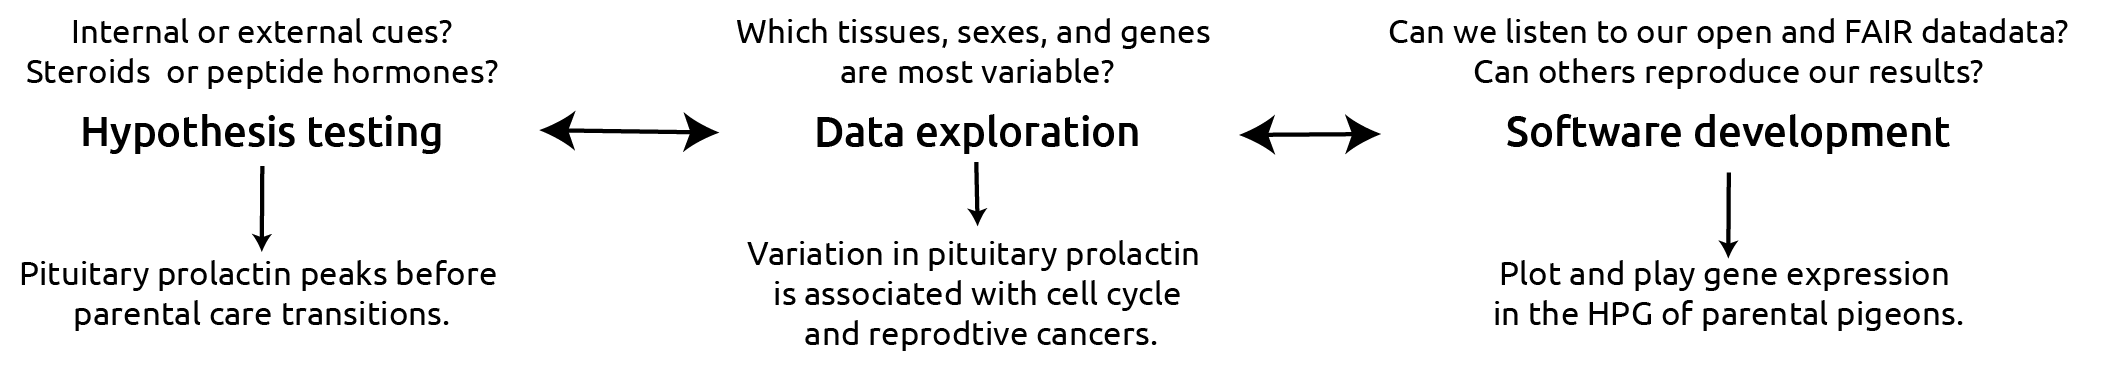 Internal or external cues?
Steroids  or peptide hormones?
Hypothesis testing
Pituitary prolactin peaks before
parental care transitions.
Which tissues, sexes, and genes
are most variable?
Data exploration
Variation in pituitary prolactin
is associated with cell cycle
and reprodtive cancers.
Can we listen to our open and FAIR datadata?
Can others reproduce our results?
Software development
Plot and play gene expression
in the HPG of parental pigeons.